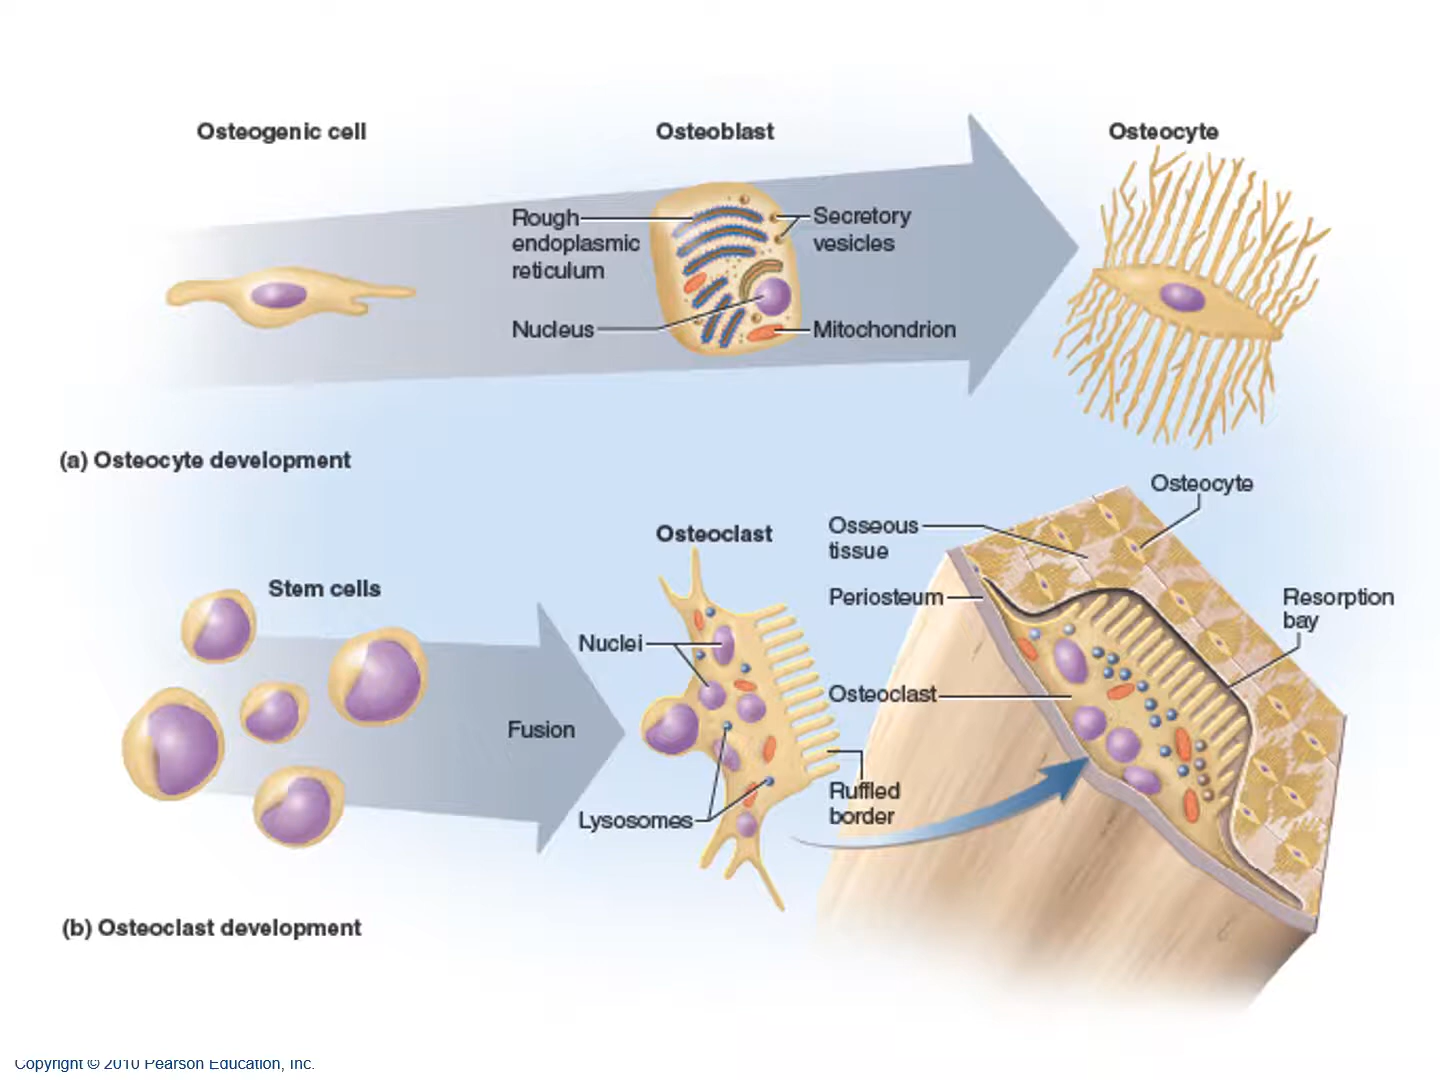 Osteogenic cell
Osteoblast
Osteocyte
Rough
endoplasmic
reticulum
Secretory
vesicles
Nucleus
Mitochondrion
(a) Osteocyte development
Osteocyte
Osteoclast
Osseous
tissue
Stem cells
Periosteum
Resorption
bay
Nuclei
Osteoclast
Fusion
Ruffled
border
Lysosomes
(b) Osteoclast development
Copyright © 2010 Pearson Education, Inc.